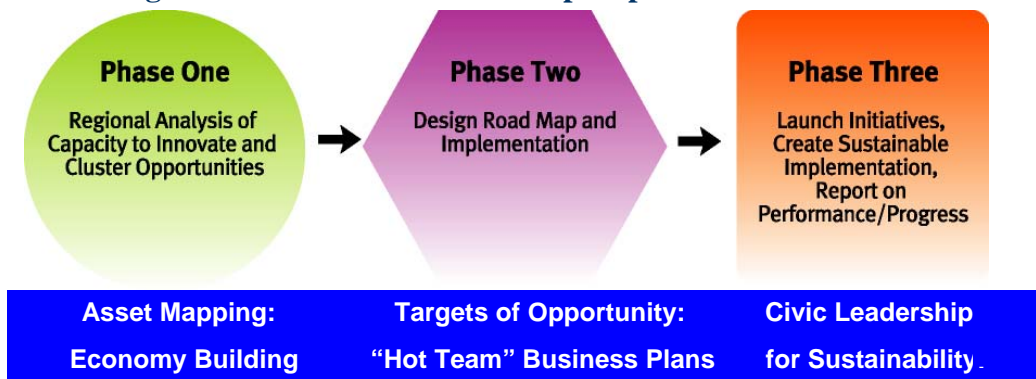 Phase One
Regional Analysis of
Capacity to Innovate and
Cluster Opportunities
Phase Two
Design Road Map and
Implementation
Phase Three
Launch Initiatives,
Create Sustainable
Implementation,
Report on
Performance/Progress
Asset Mapping:
Economy Building
Targets of Opportunity:
“Hot Team” Business Plans
Civic Leadership
for Sustainability.